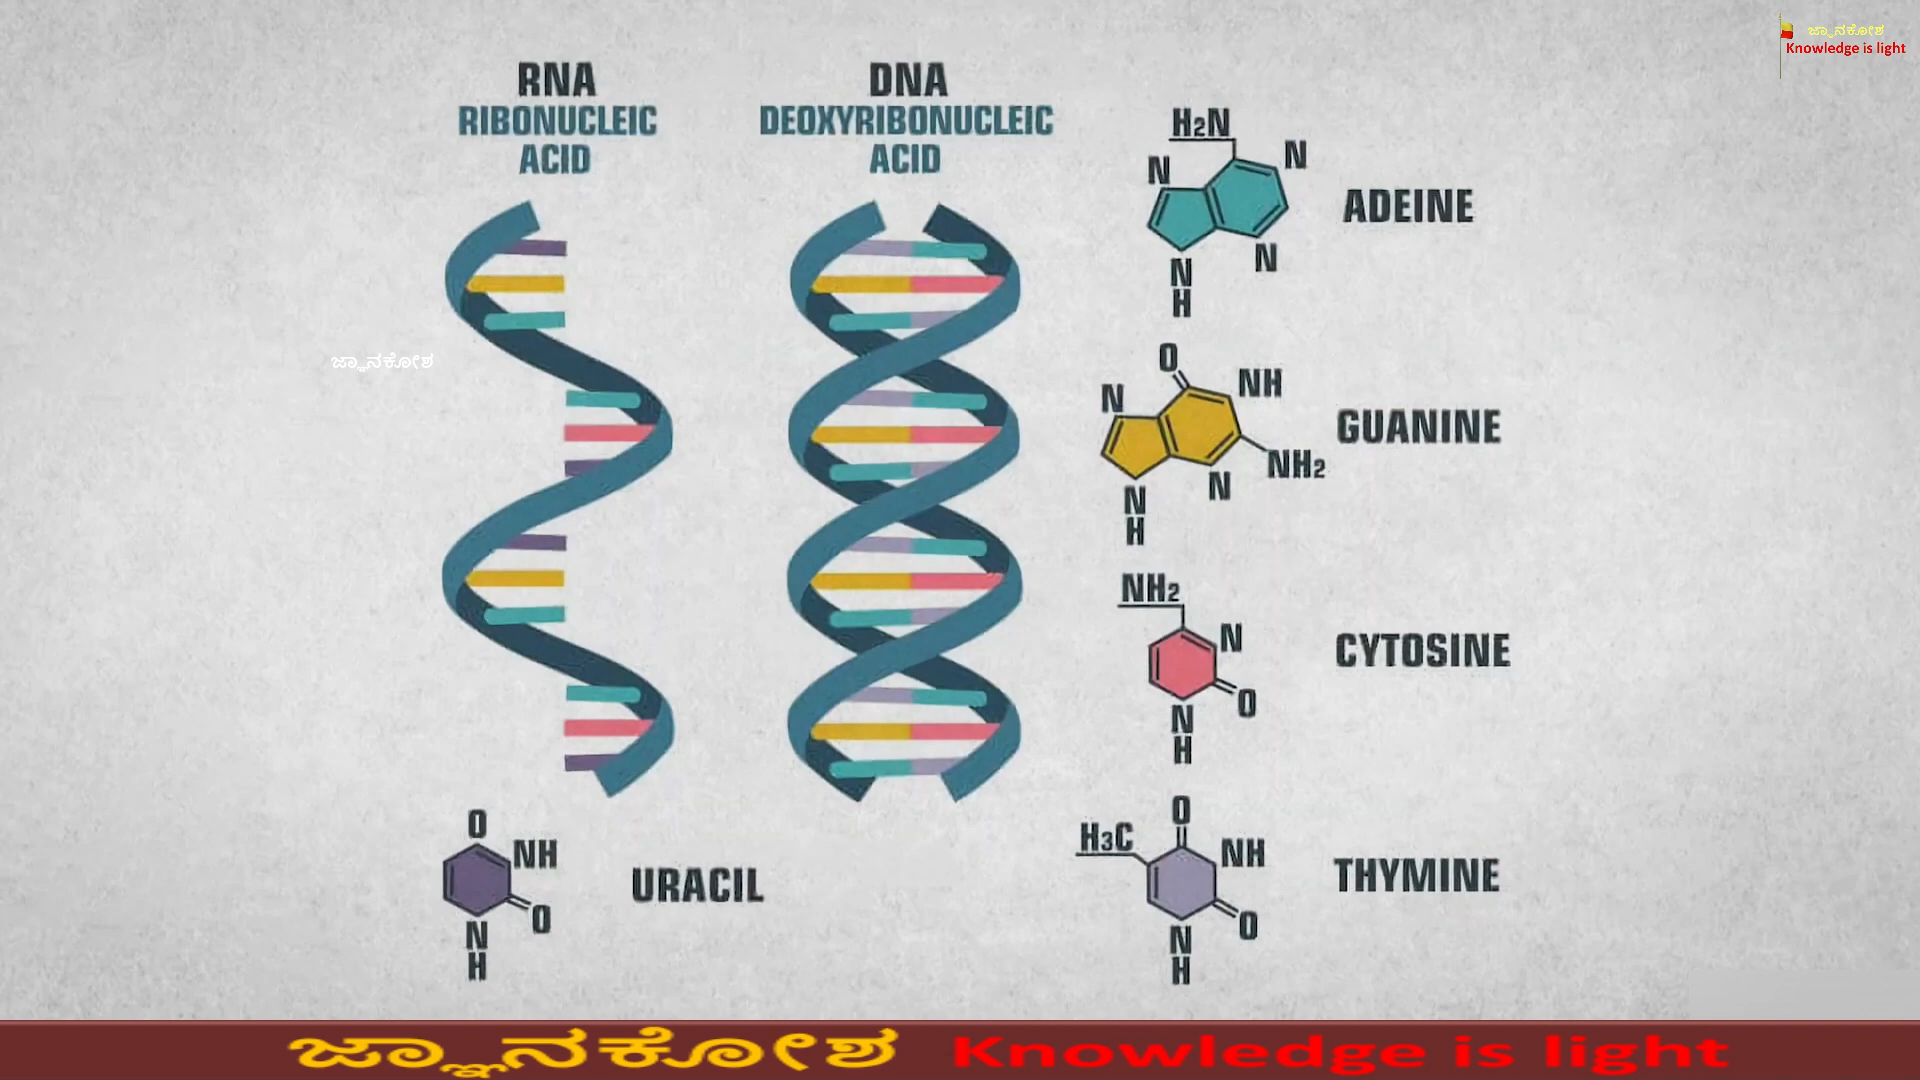 ಜ್ಞಾನಕೋಶ
Knowledge is light
RNA
RIBONUCLEIC
ACID
DNA
DEOXYRIBONUCLEIC
ACID
H2N
N
N
N
N
H
ADEINE
ಜ್ಞಾನಕೋಶ
O
N
NH
NH2
N
N
H
GUANINE
NH2
N
O
N
H
CYTOSINE
O
NH
O
N
H
URACIL
O
H3C
NH
O
N
H
THYMINE
ಜ್ಞಾನಕೋಶ Knowledge is light